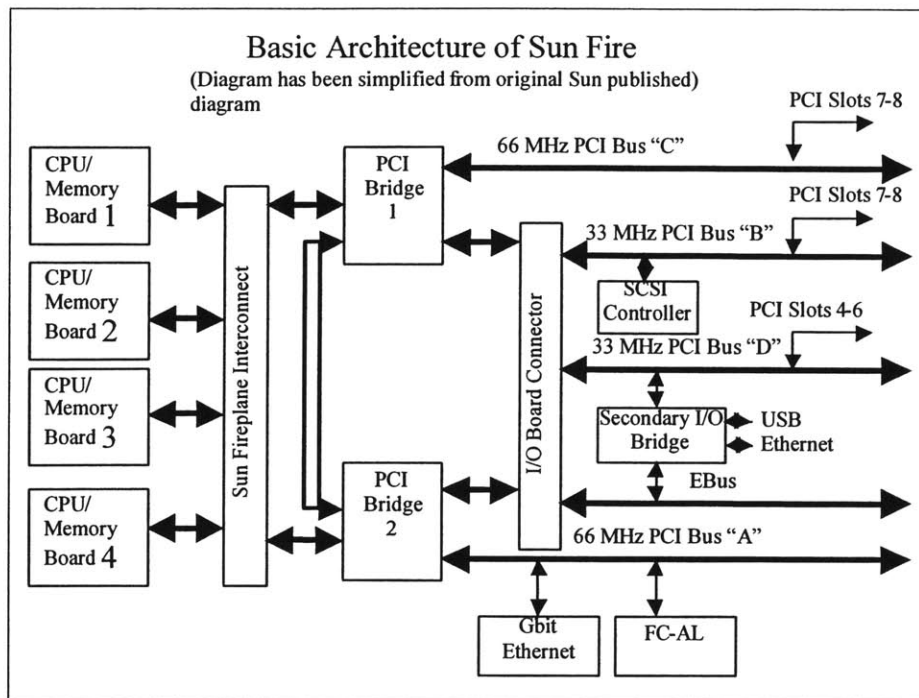 Basic Architecture of Sun Fire
(Diagram has been simplified from original Sun published)
diagram
PCI Slots 7-8
66 MHz PCI Bus “C”
CPU/
Memory
Board 1
PCI
Bridge
1
PCI Slots 7-8
33 MHz PCI Bus “B”
CPU/
Memory
Board 2
SCSI
Controller
PCI Slots 4-6
33 MHz PCI Bus “D”
Sun Fireplane Interconnect
I/O Board Connector
CPU/
Memory
Board 3
Secondary I/O
Bridge
USB
Ethernet
EBus
CPU/
Memory
Board 4
PCI
Bridge
2
66 MHz PCI Bus “A”
Gbit
Ethernet
FC-AL